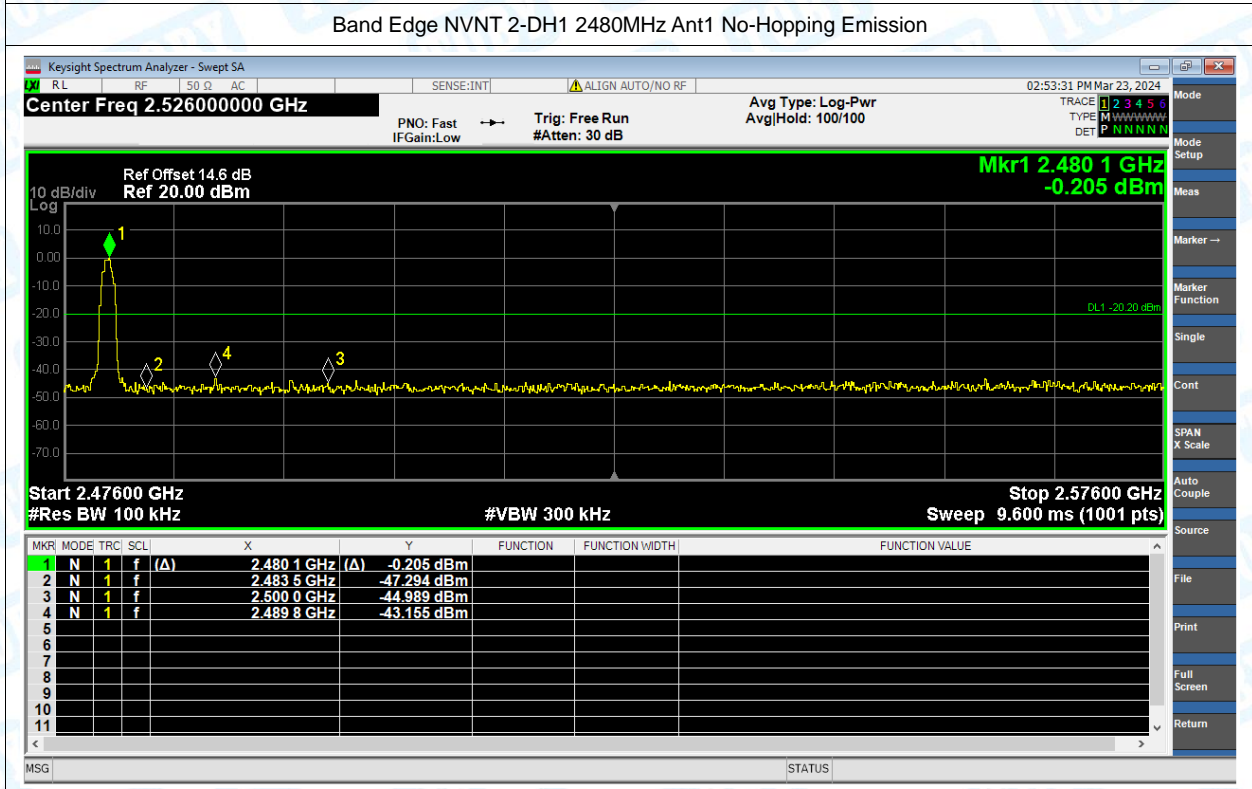 Band Edge NVNT 2-DH1 2480MHz Ant1 No-Hopping Emission
Keysight Spectrum Analyzer - Swept SA
LXI RL RF 50 Ω AC SENSE:INT ALIGN AUTO/NO RF 02:53:31 PM Mar 23, 2024
Center Freq 2.526000000 GHz
PNO: Fast
IFGain:Low
Trig: Free Run
#Atten: 30 dB
Avg Type: Log-Pwr
Avg|Hold: 100/100
TRACE 1 2 3 4 5 6
TYPE M WWWWW
DET P N N N N N
Mkr1 2.480 1 GHz
-0.205 dBm
Ref Offset 14.6 dB
10 dB/div Ref 20.00 dBm
Log
10.0
0.00
-10.0
-20.0
-30.0
-40.0
-50.0
-60.0
-70.0
1
2
4
3
DL1 -20.20 dBm
Start 2.47600 GHz Stop 2.57600 GHz
#Res BW 100 kHz #VBW 300 kHz Sweep 9.600 ms (1001 pts)
MKR MODE TRC SCL X Y FUNCTION FUNCTION WIDTH FUNCTION VALUE
1 N 1 f (Δ) 2.480 1 GHz (Δ) -0.205 dBm
2 N 1 f 2.483 5 GHz -47.294 dBm
3 N 1 f 2.500 0 GHz -44.989 dBm
4 N 1 f 2.489 8 GHz -43.155 dBm
5
6
7
8
9
10
11
MSG STATUS
Mode
Mode
Setup
Meas
Marker →
Marker
Function
Single
Cont
SPAN
X Scale
Auto
Couple
Source
File
Print
Full
Screen
Return